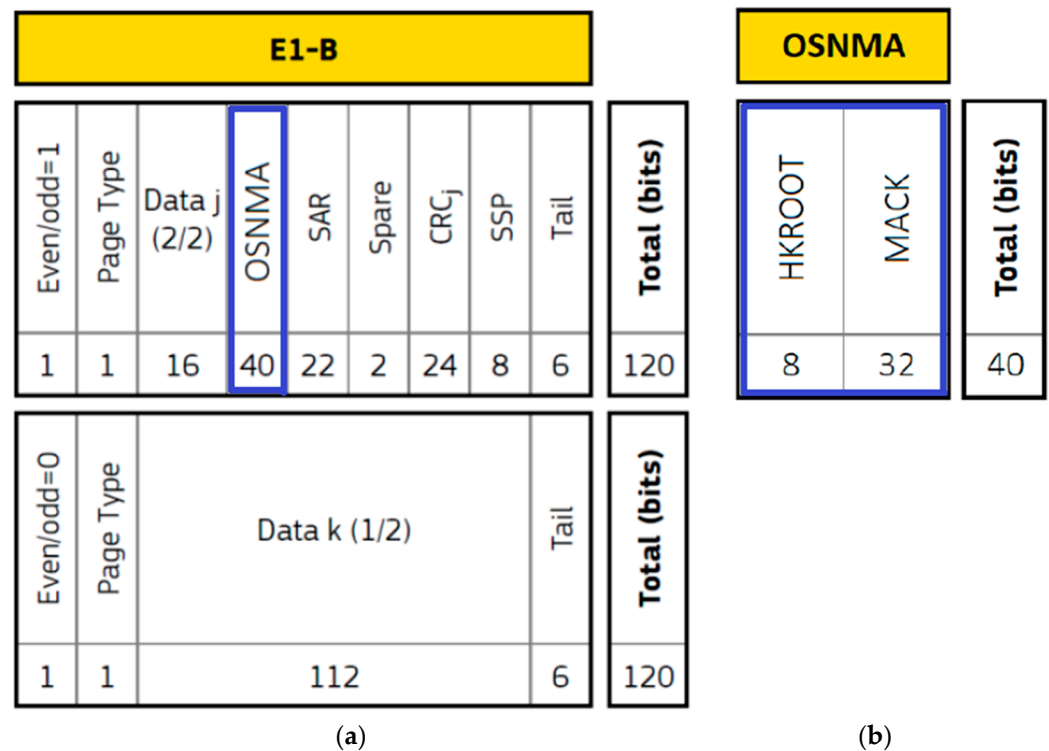 E1-B
Even/odd=1 Page Type Data j (2/2) OSNMA SAR Spare CRCj SSP Tail Total (bits)
1 1 16 40 22 2 24 8 6 120
Even/odd=0 Page Type Data k (1/2) Tail Total (bits)
1 1 112 6 120
(a)
OSNMA
HKROOT MACK Total (bits)
8 32 40
(b)